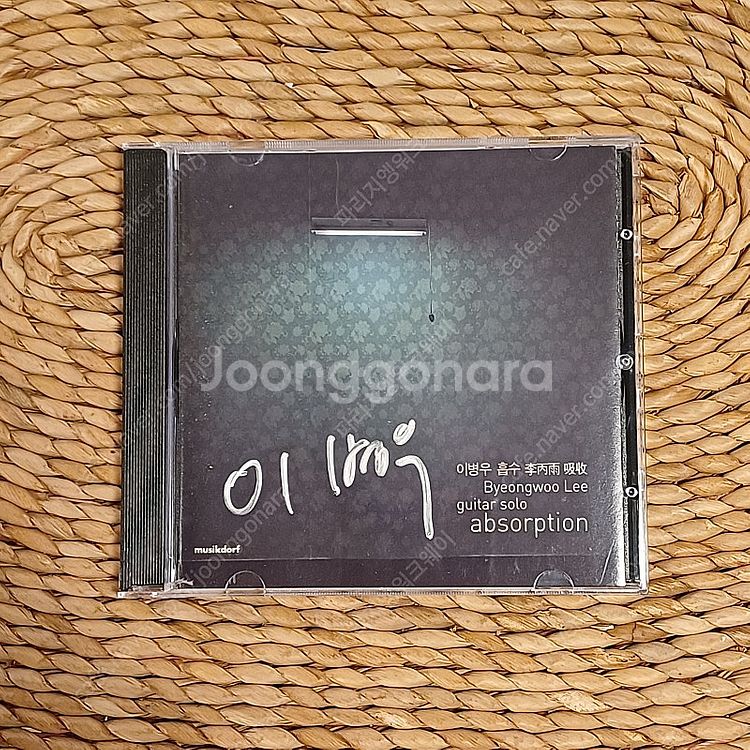 Joonggonara
이병우
이병우 흡수 李丙雨 吸收
Byeongwoo Lee
guitar solo
absorption
musikdorf